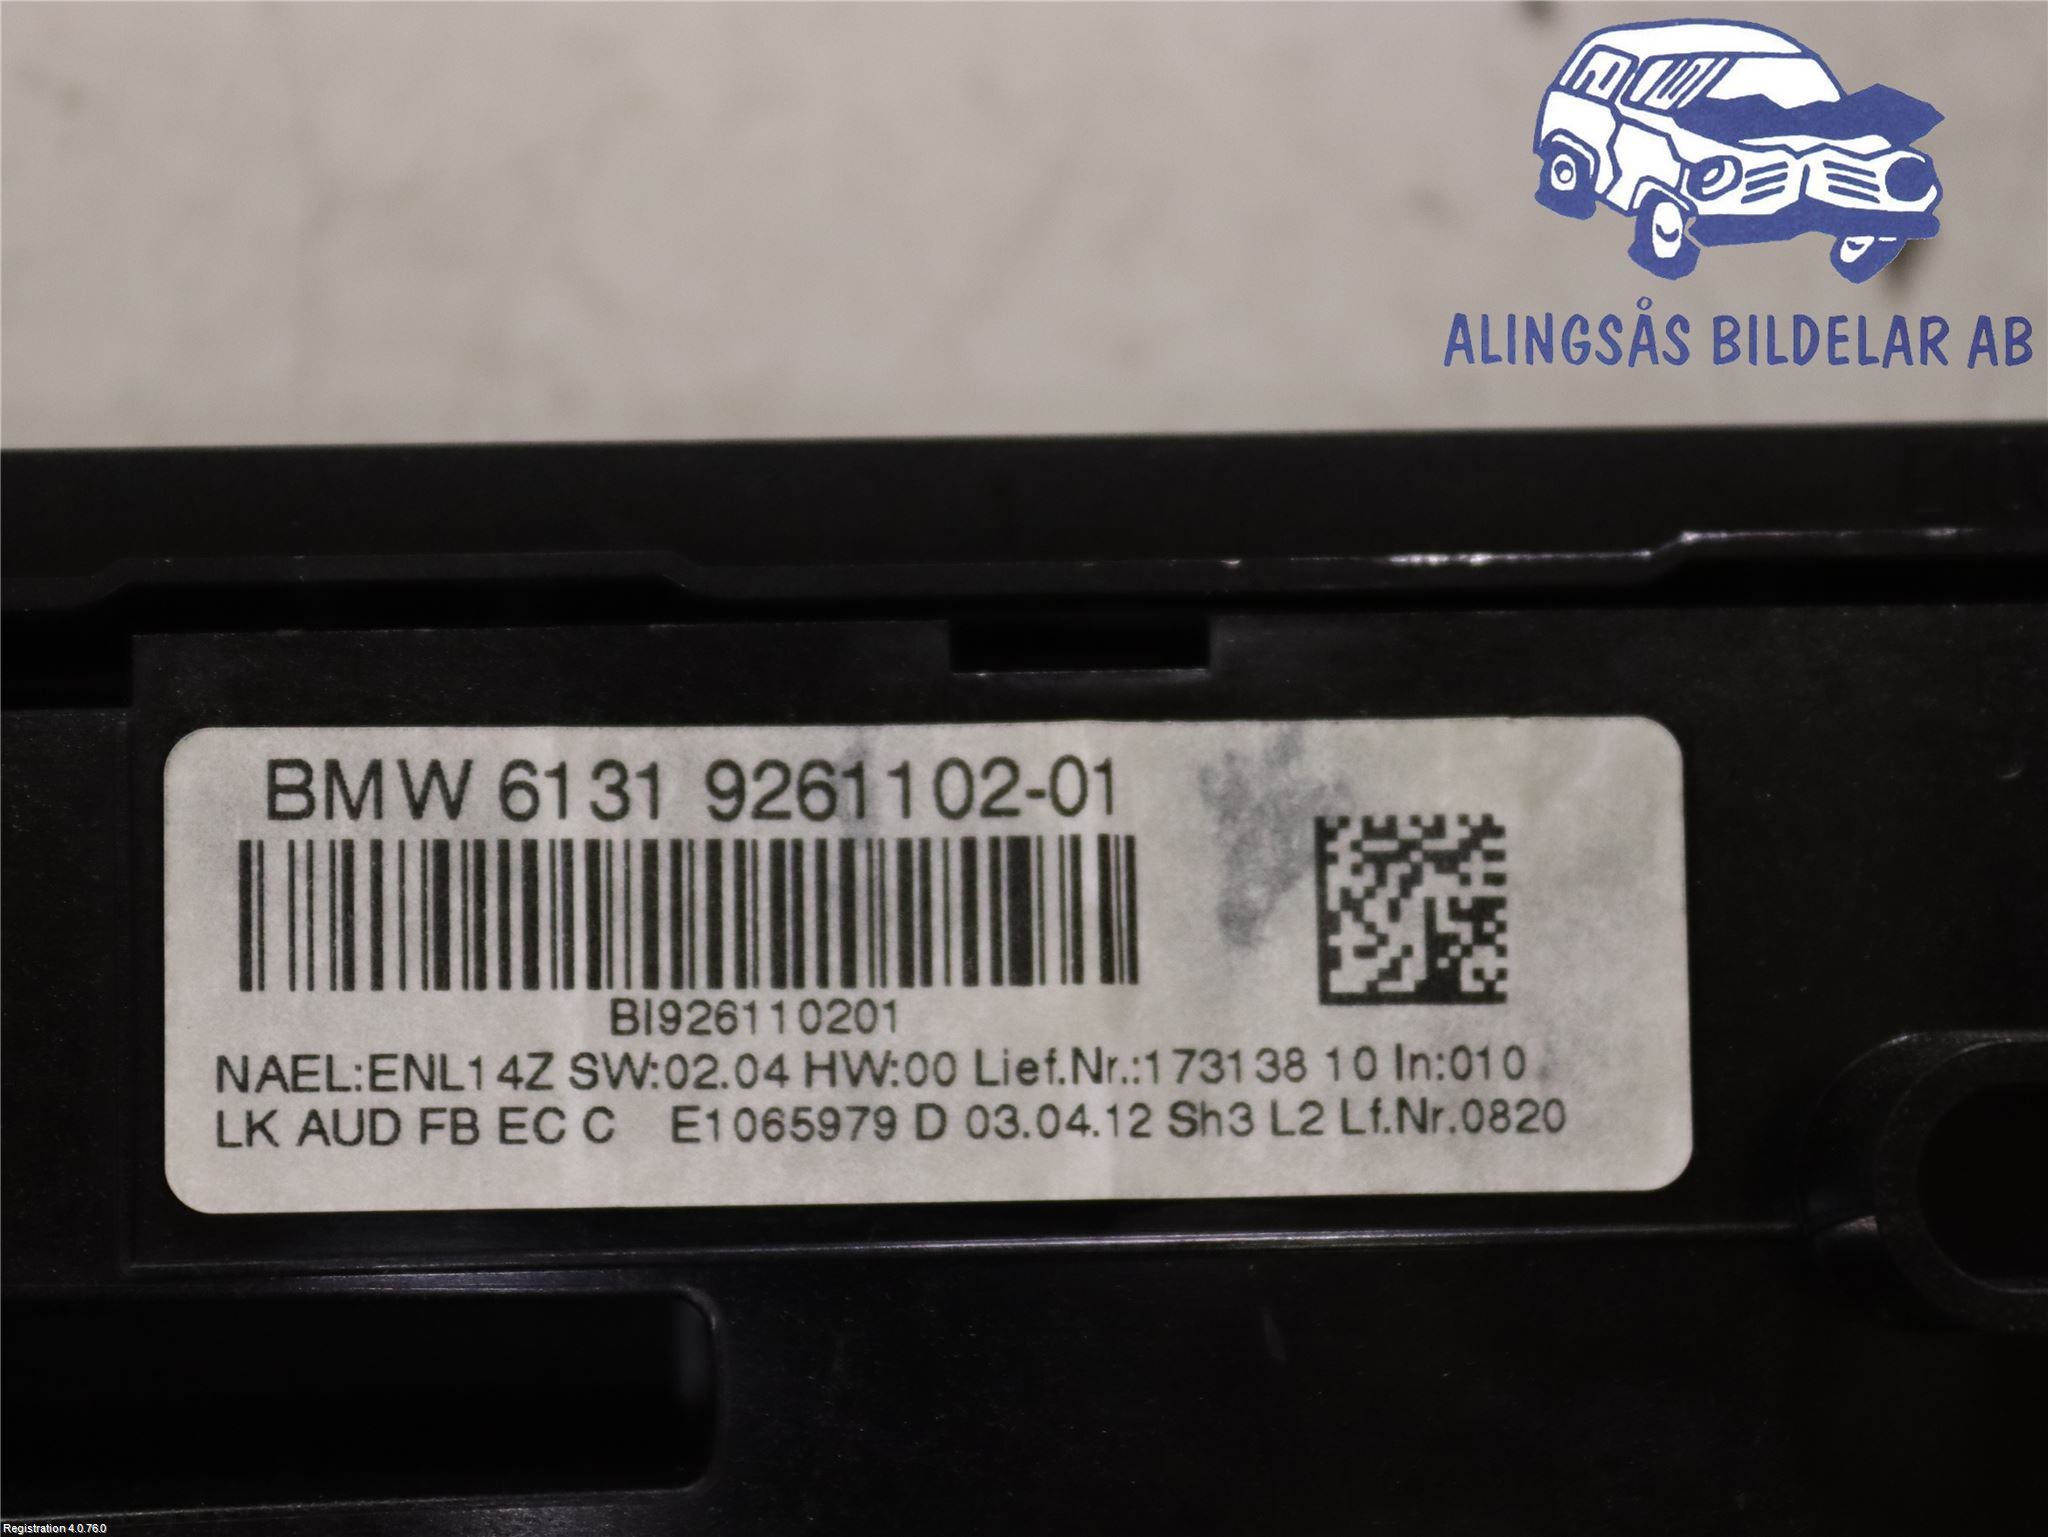 ALINGSÅS BILDELAR AB
BMW 6131 9261102-01
BI926110201
NAEL:ENL14Z SW:02.04 HW:00 Lief.Nr.:173138 10 In:010
LK AUD FB EC C E1065979 D 03.04.12 Sh3 L2 Lf.Nr.0820
Registration 4.0.76.0